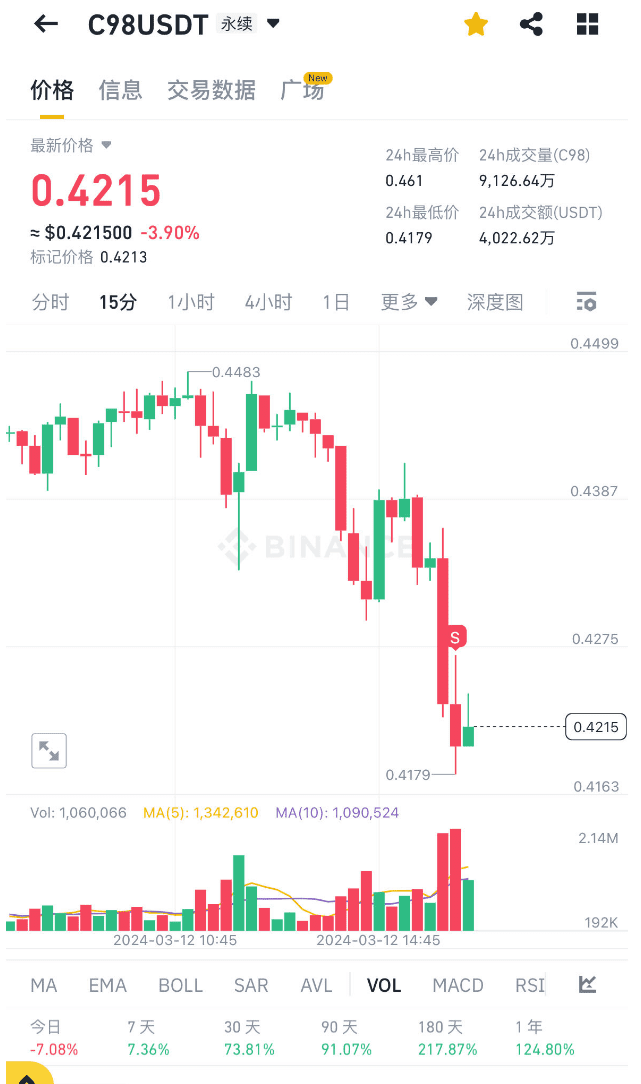 C98USDT 永续
New
价格 信息 交易数据 广场
最新价格
0.4215
≈ $0.421500 -3.90%
标记价格 0.4213
24h最高价 24h成交量(C98)
0.461 9,126.64万
24h最低价 24h成交额(USDT)
0.4179 4,022.62万
分时 15分 1小时 4小时 1日 更多 深度图
0.4499
0.4483
0.4387
BINANCE
0.4275
S
0.4215
0.4179
0.4163
Vol: 1,060,066 MA(5): 1,342,610 MA(10): 1,090,524
2.14M
192K
2024-03-12 10:45 2024-03-12 14:45
MA EMA BOLL SAR AVL VOL MACD RSI
今日 7 天 30 天 90 天 180 天 1 年
-7.08% 7.36% 73.81% 91.07% 217.87% 124.80%